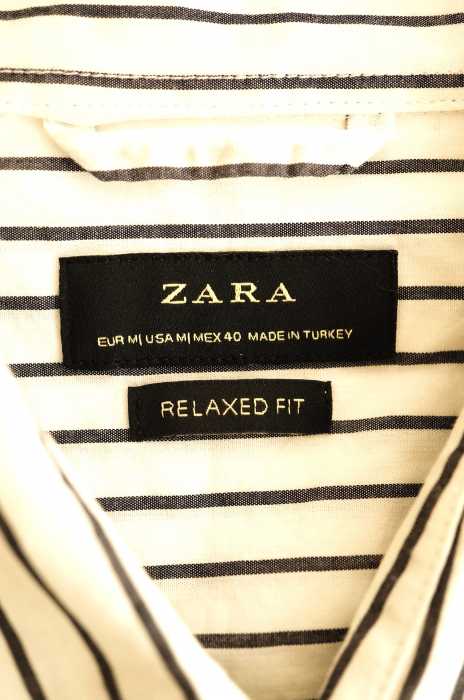 ZARA
EUR M| USA M| MEX 40 MADE IN TURKEY
RELAXED FIT